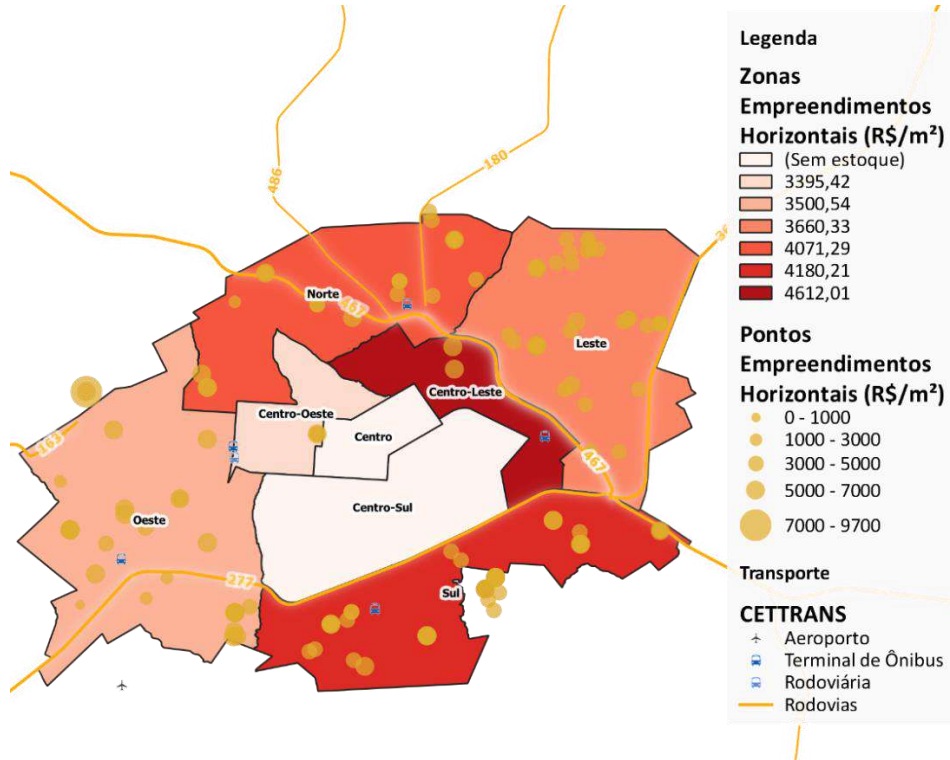 486
180
36
Norte
467
Leste
Centro-Leste
Centro-Oeste
Centro
163
467
Centro-Sul
Oeste
277
Sul
Legenda
Zonas
Empreendimentos
Horizontais (R$/m²)
(Sem estoque)
3395,42
3500,54
3660,33
4071,29
4180,21
4612,01
Pontos
Empreendimentos
Horizontais (R$/m²)
0 - 1000
1000 - 3000
3000 - 5000
5000 - 7000
7000 - 9700
Transporte
CETTRANS
Aeroporto
Terminal de Ônibus
Rodoviária
Rodovias